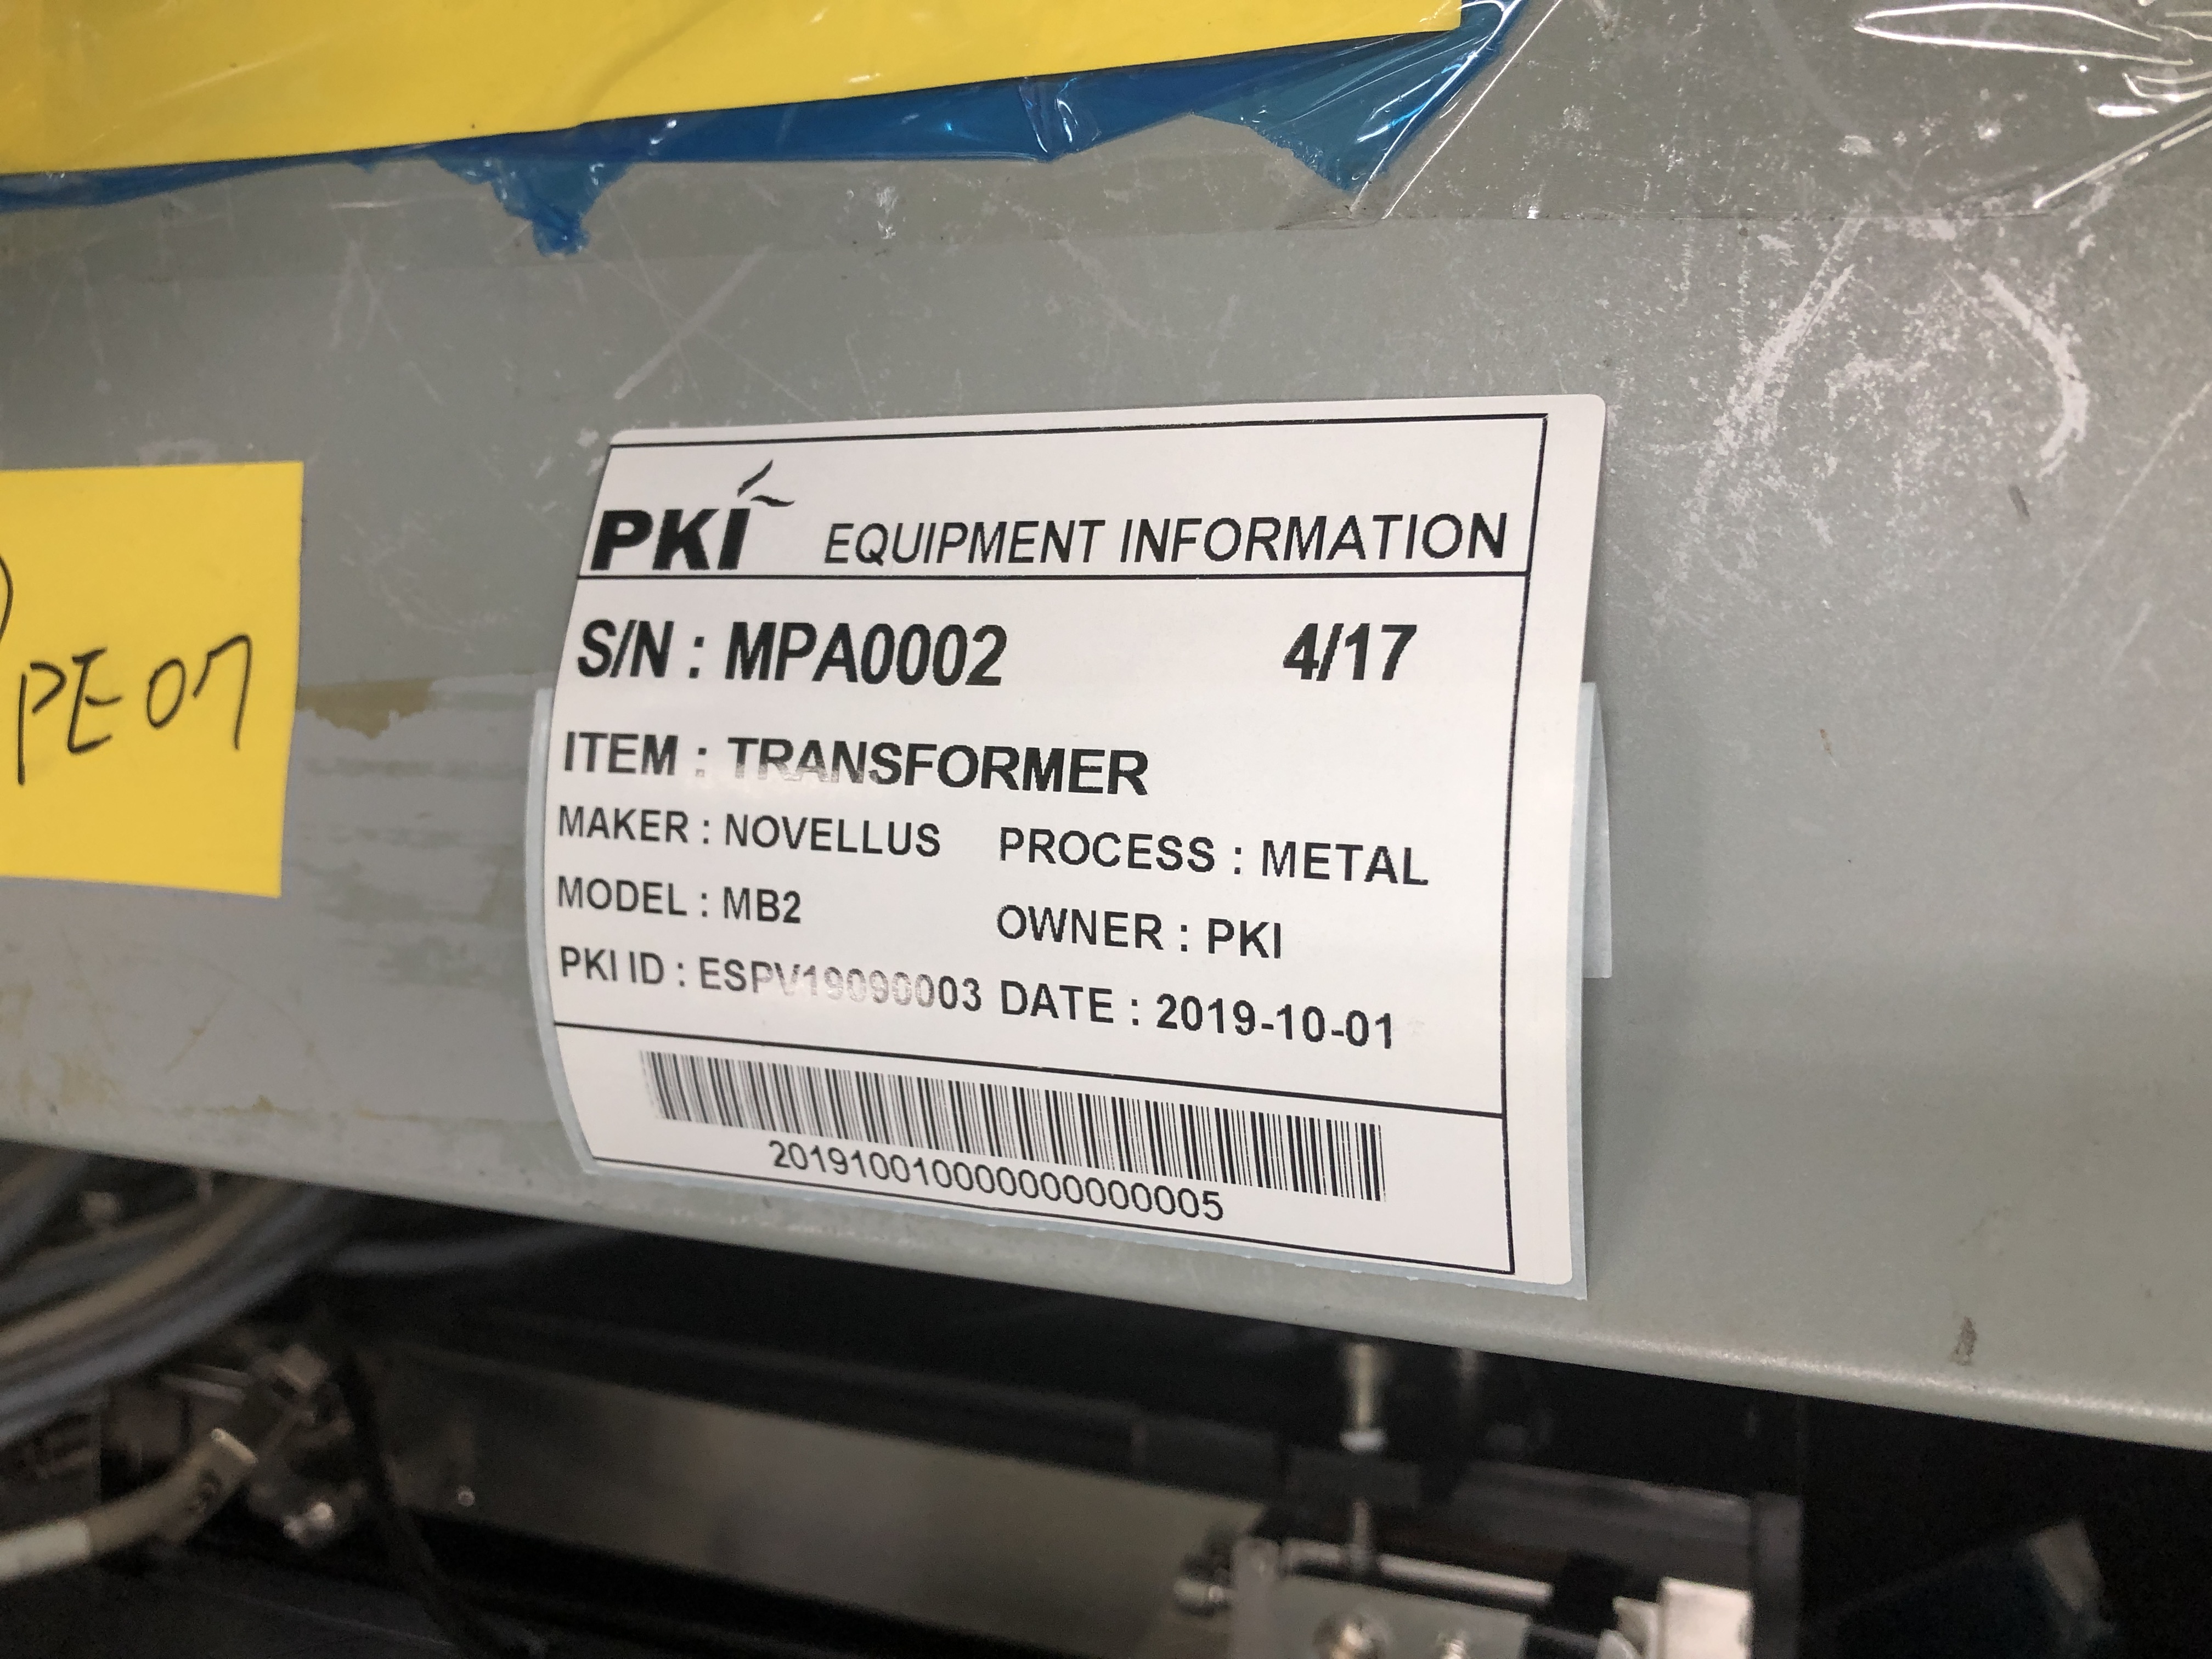 PKI EQUIPMENT INFORMATION
S/N : MPA0002 4/17
ITEM : TRANSFORMER
MAKER : NOVELLUS PROCESS : METAL
MODEL : MB2 OWNER : PKI
PKI ID : ESPV19090003 DATE : 2019-10-01
20191001000000000005
PE07